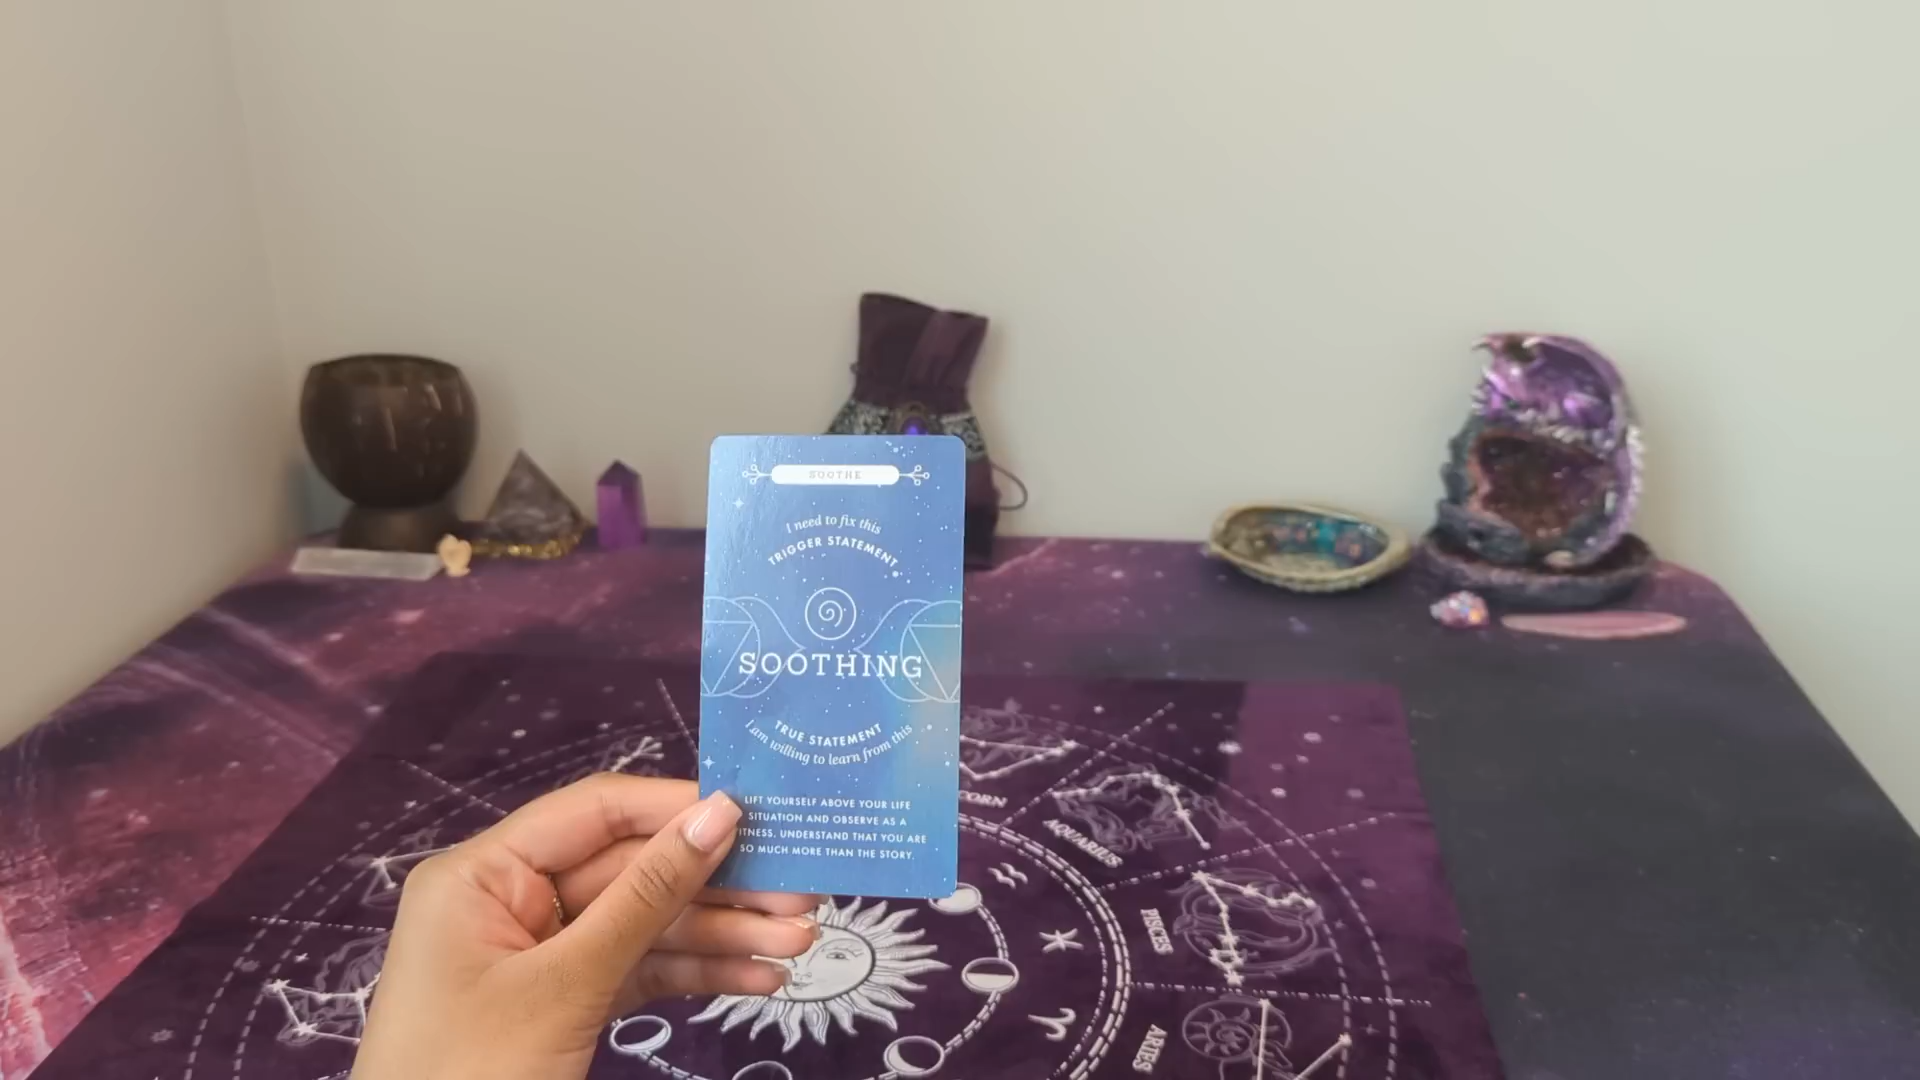 SOOTHE
I need to fix this
TRIGGER STATEMENT
SOOTHING
TRUE STATEMENT
I am willing to learn from this
LIFT YOURSELF ABOVE YOUR LIFE
SITUATION AND OBSERVE AS A
ITNESS, UNDERSTAND THAT YOU ARE
SO MUCH MORE THAN THE STORY.
CORN
AQUARIUS
PISCES
ARIES